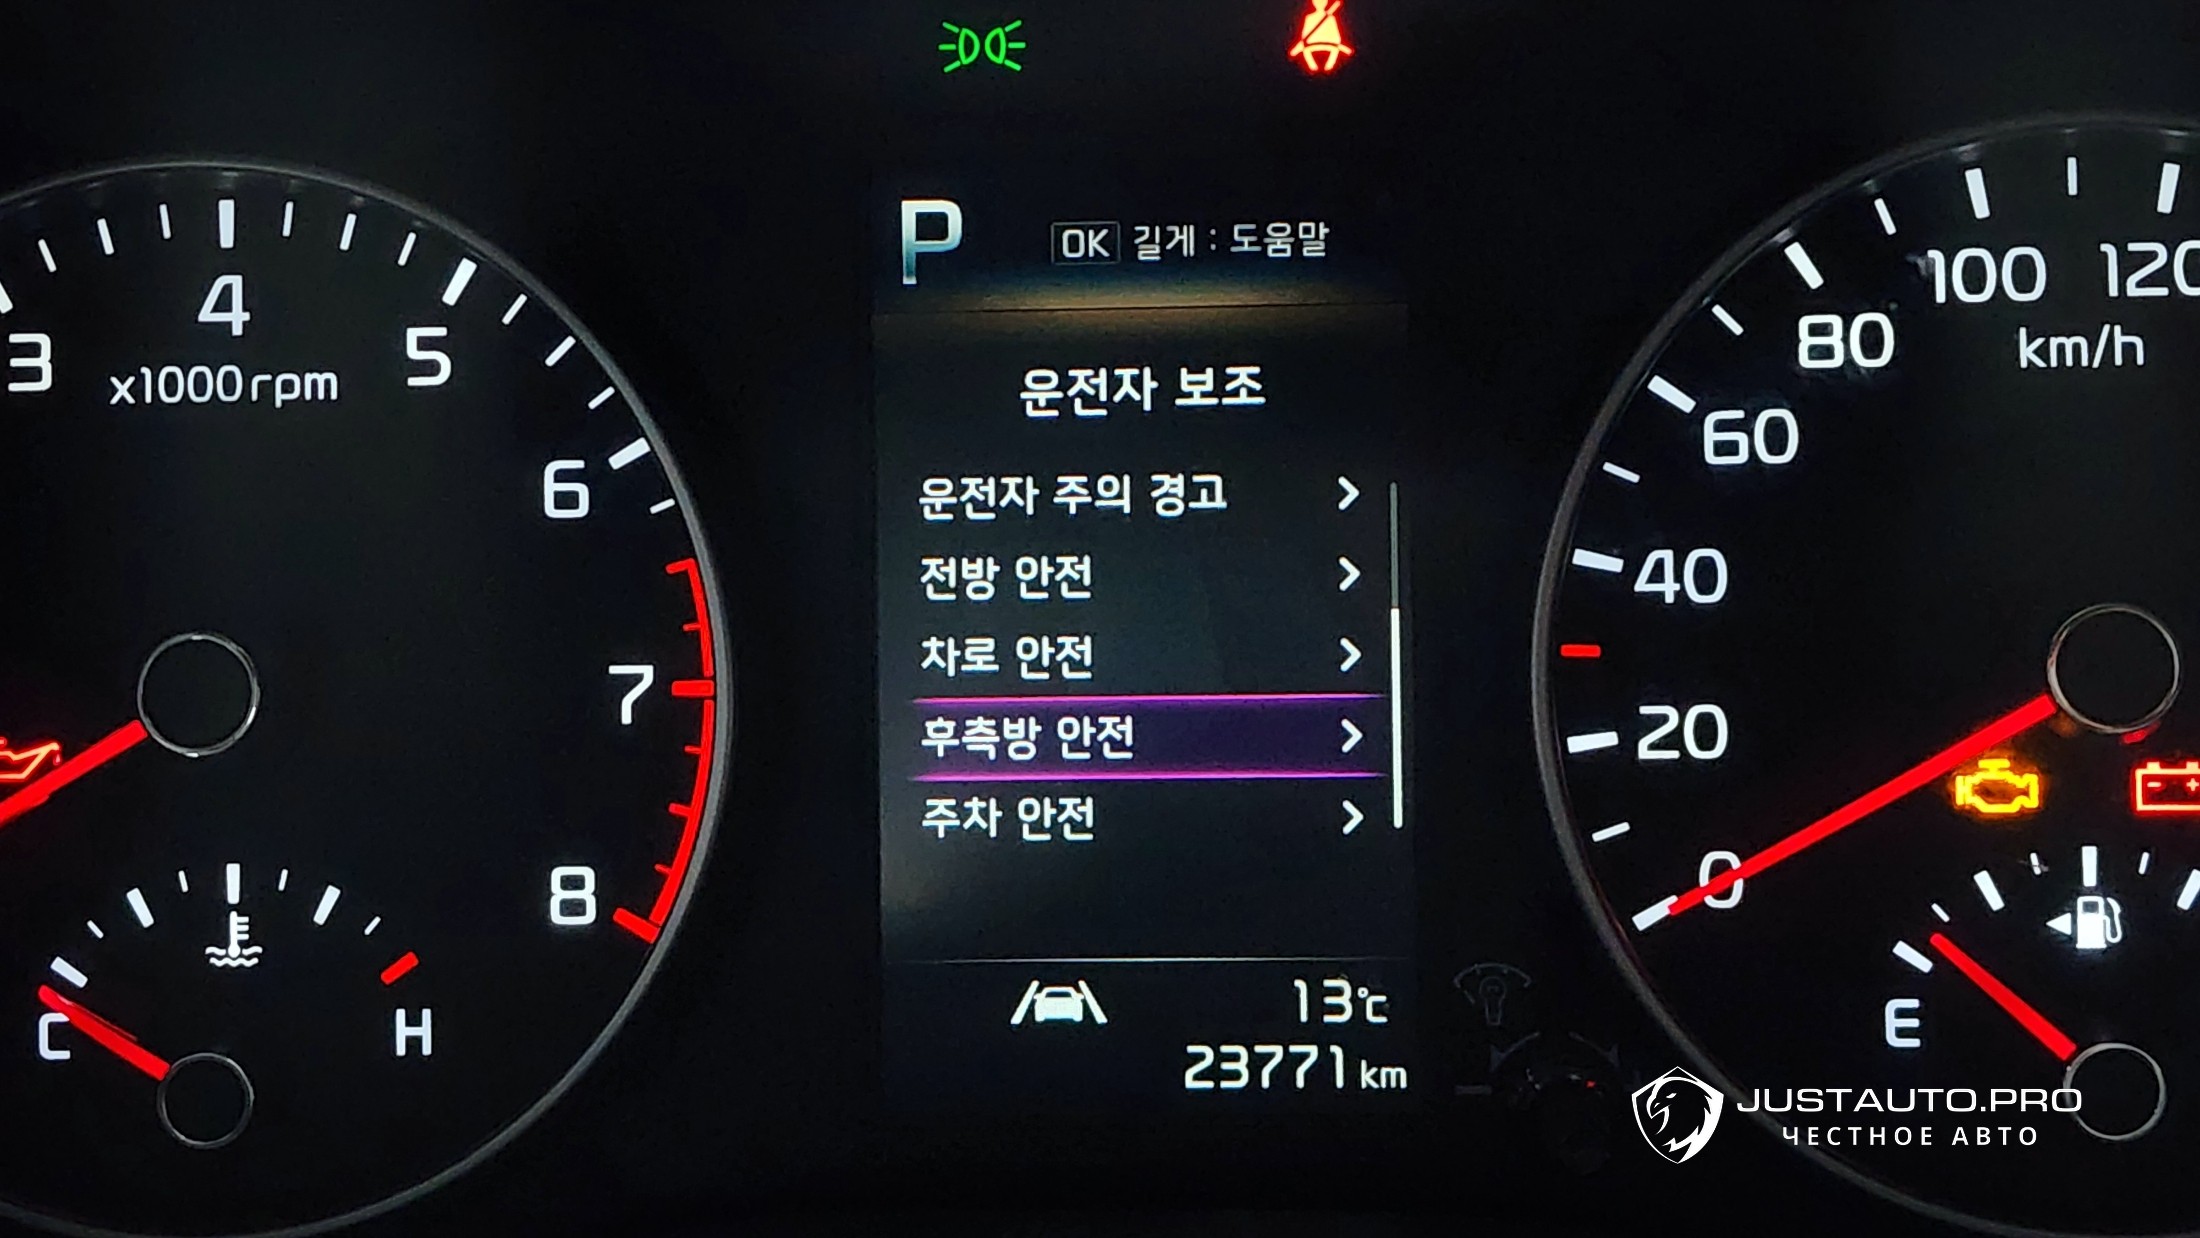 P
OK 길게 : 도움말
운전자 보조
운전자 주의 경고
전방 안전
차로 안전
후측방 안전
주차 안전
13°C
23771 km
3
4
5
6
7
8
x1000rpm
C
H
0
20
40
60
80
100
120
km/h
E
JUSTAUTO.PRO
ЧЕСТНОЕ АВТО